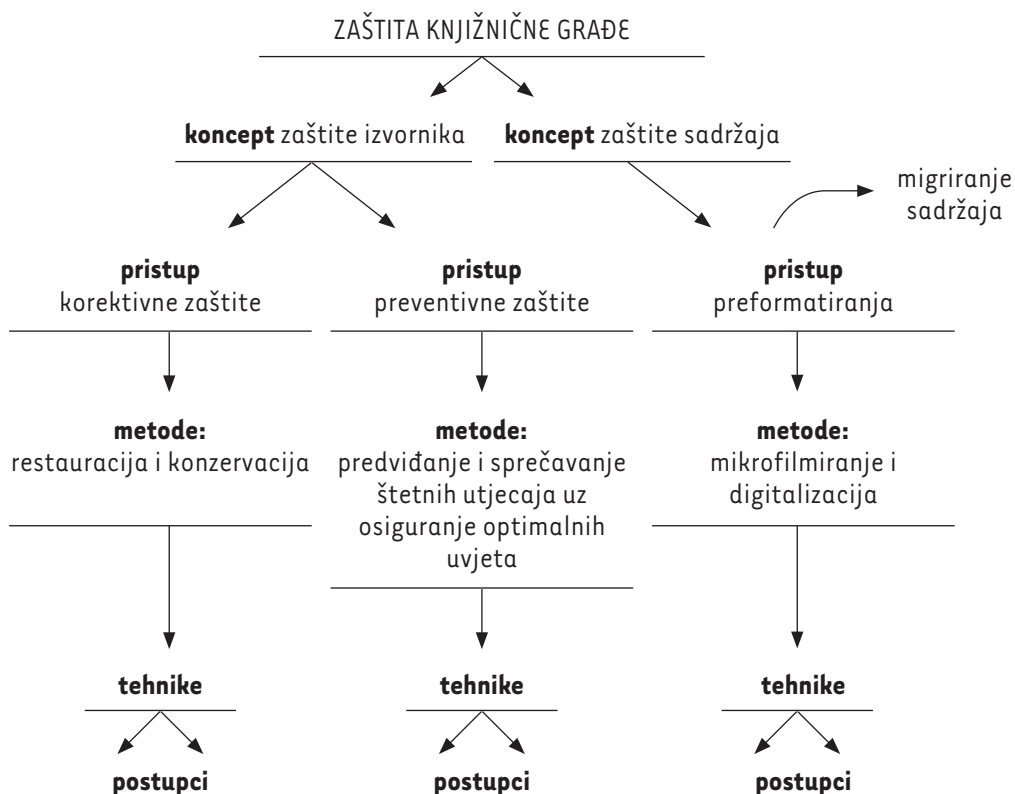 ZAŠTITA KNJIŽNIČNE GRAĐE
koncept zaštite izvornika
koncept zaštite sadržaja
migriranje
sadržaja
pristup
korektivne zaštite
pristup
preventivne zaštite
pristup
preformatiranja
metode:
restauracija i konzervacija
metode:
predviđanje i sprečavanje
štetnih utjecaja uz
osiguranje optimalnih
uvjeta
metode:
mikrofilmiranje i
digitalizacija
tehnike
tehnike
tehnike
postupci
postupci
postupci